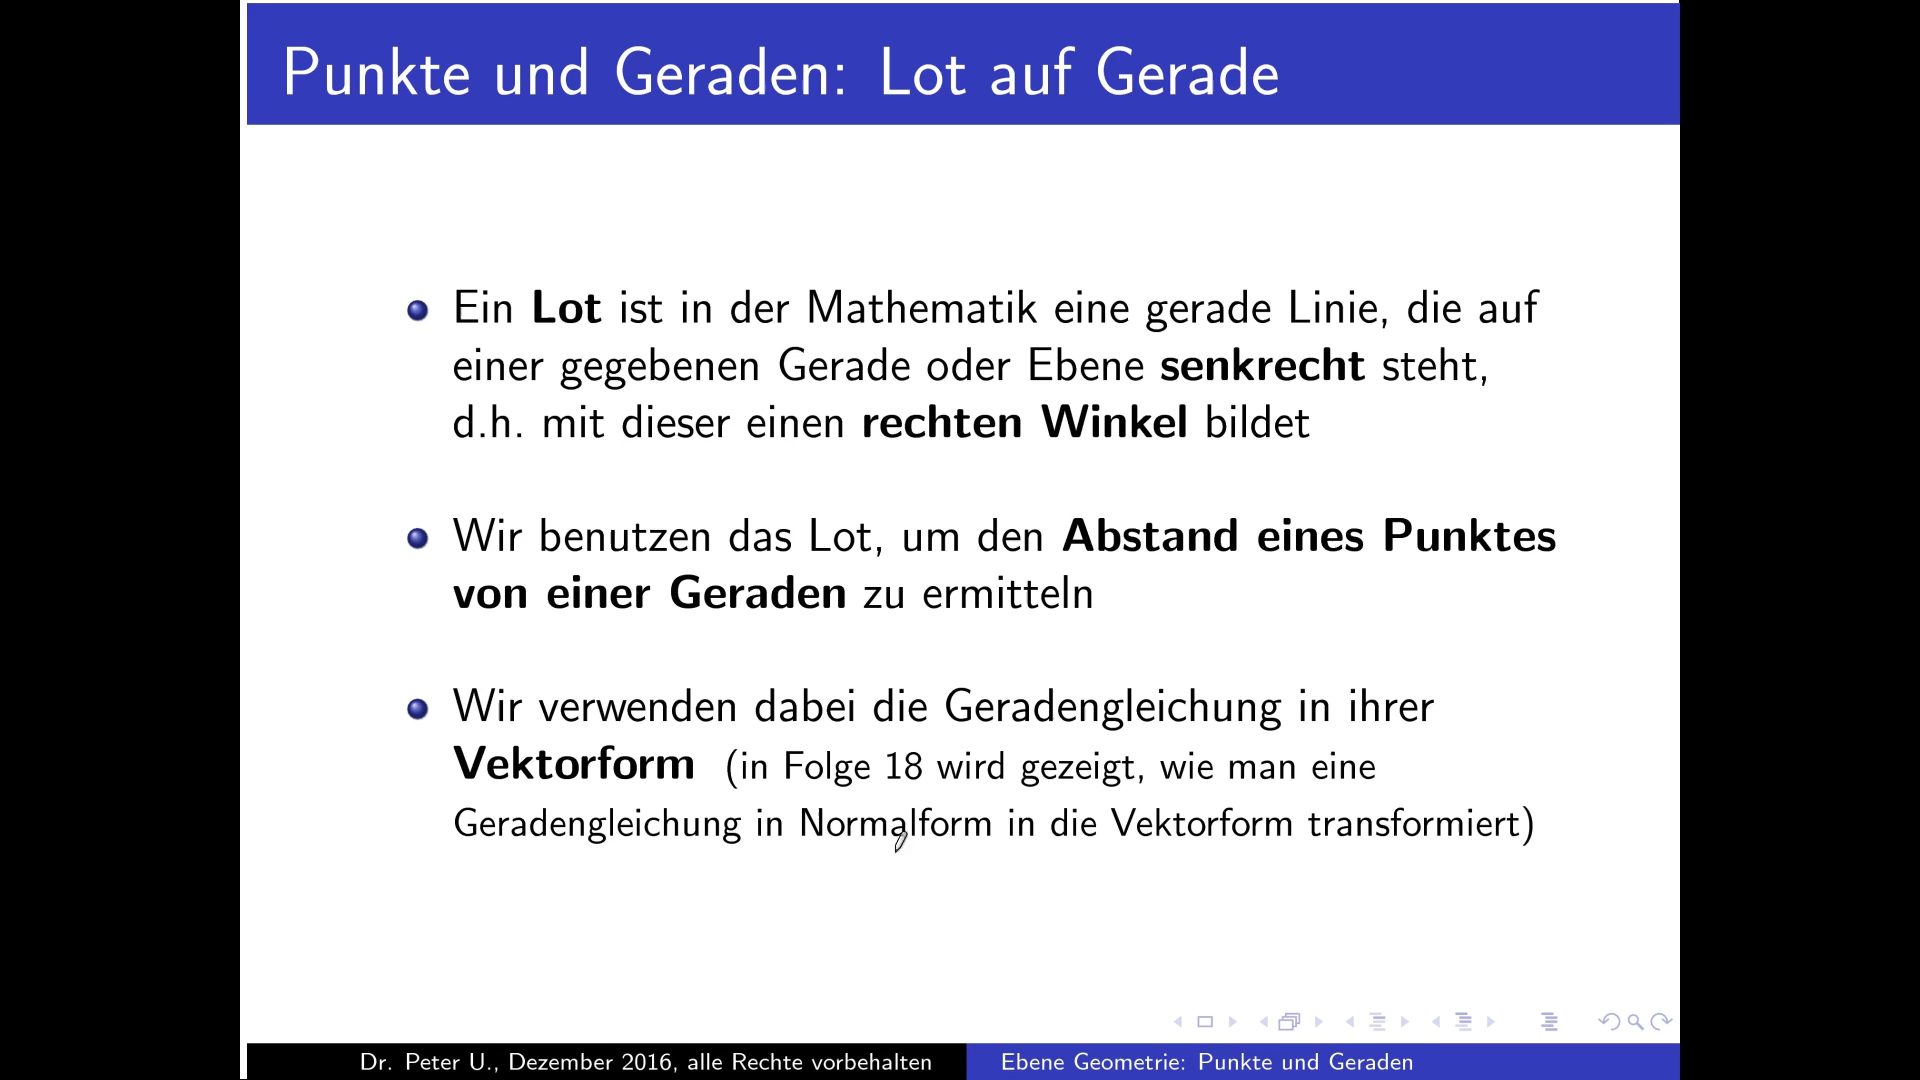 Punkte und Geraden: Lot auf Gerade
Ein Lot ist in der Mathematik eine gerade Linie, die auf
einer gegebenen Gerade oder Ebene senkrecht steht,
d.h. mit dieser einen rechten Winkel bildet
Wir benutzen das Lot, um den Abstand eines Punktes
von einer Geraden zu ermitteln
Wir verwenden dabei die Geradengleichung in ihrer
Vektorform (in Folge 18 wird gezeigt, wie man eine
Geradengleichung in Normalform in die Vektorform transformiert)
Dr. Peter U., Dezember 2016, alle Rechte vorbehalten
Ebene Geometrie: Punkte und Geraden